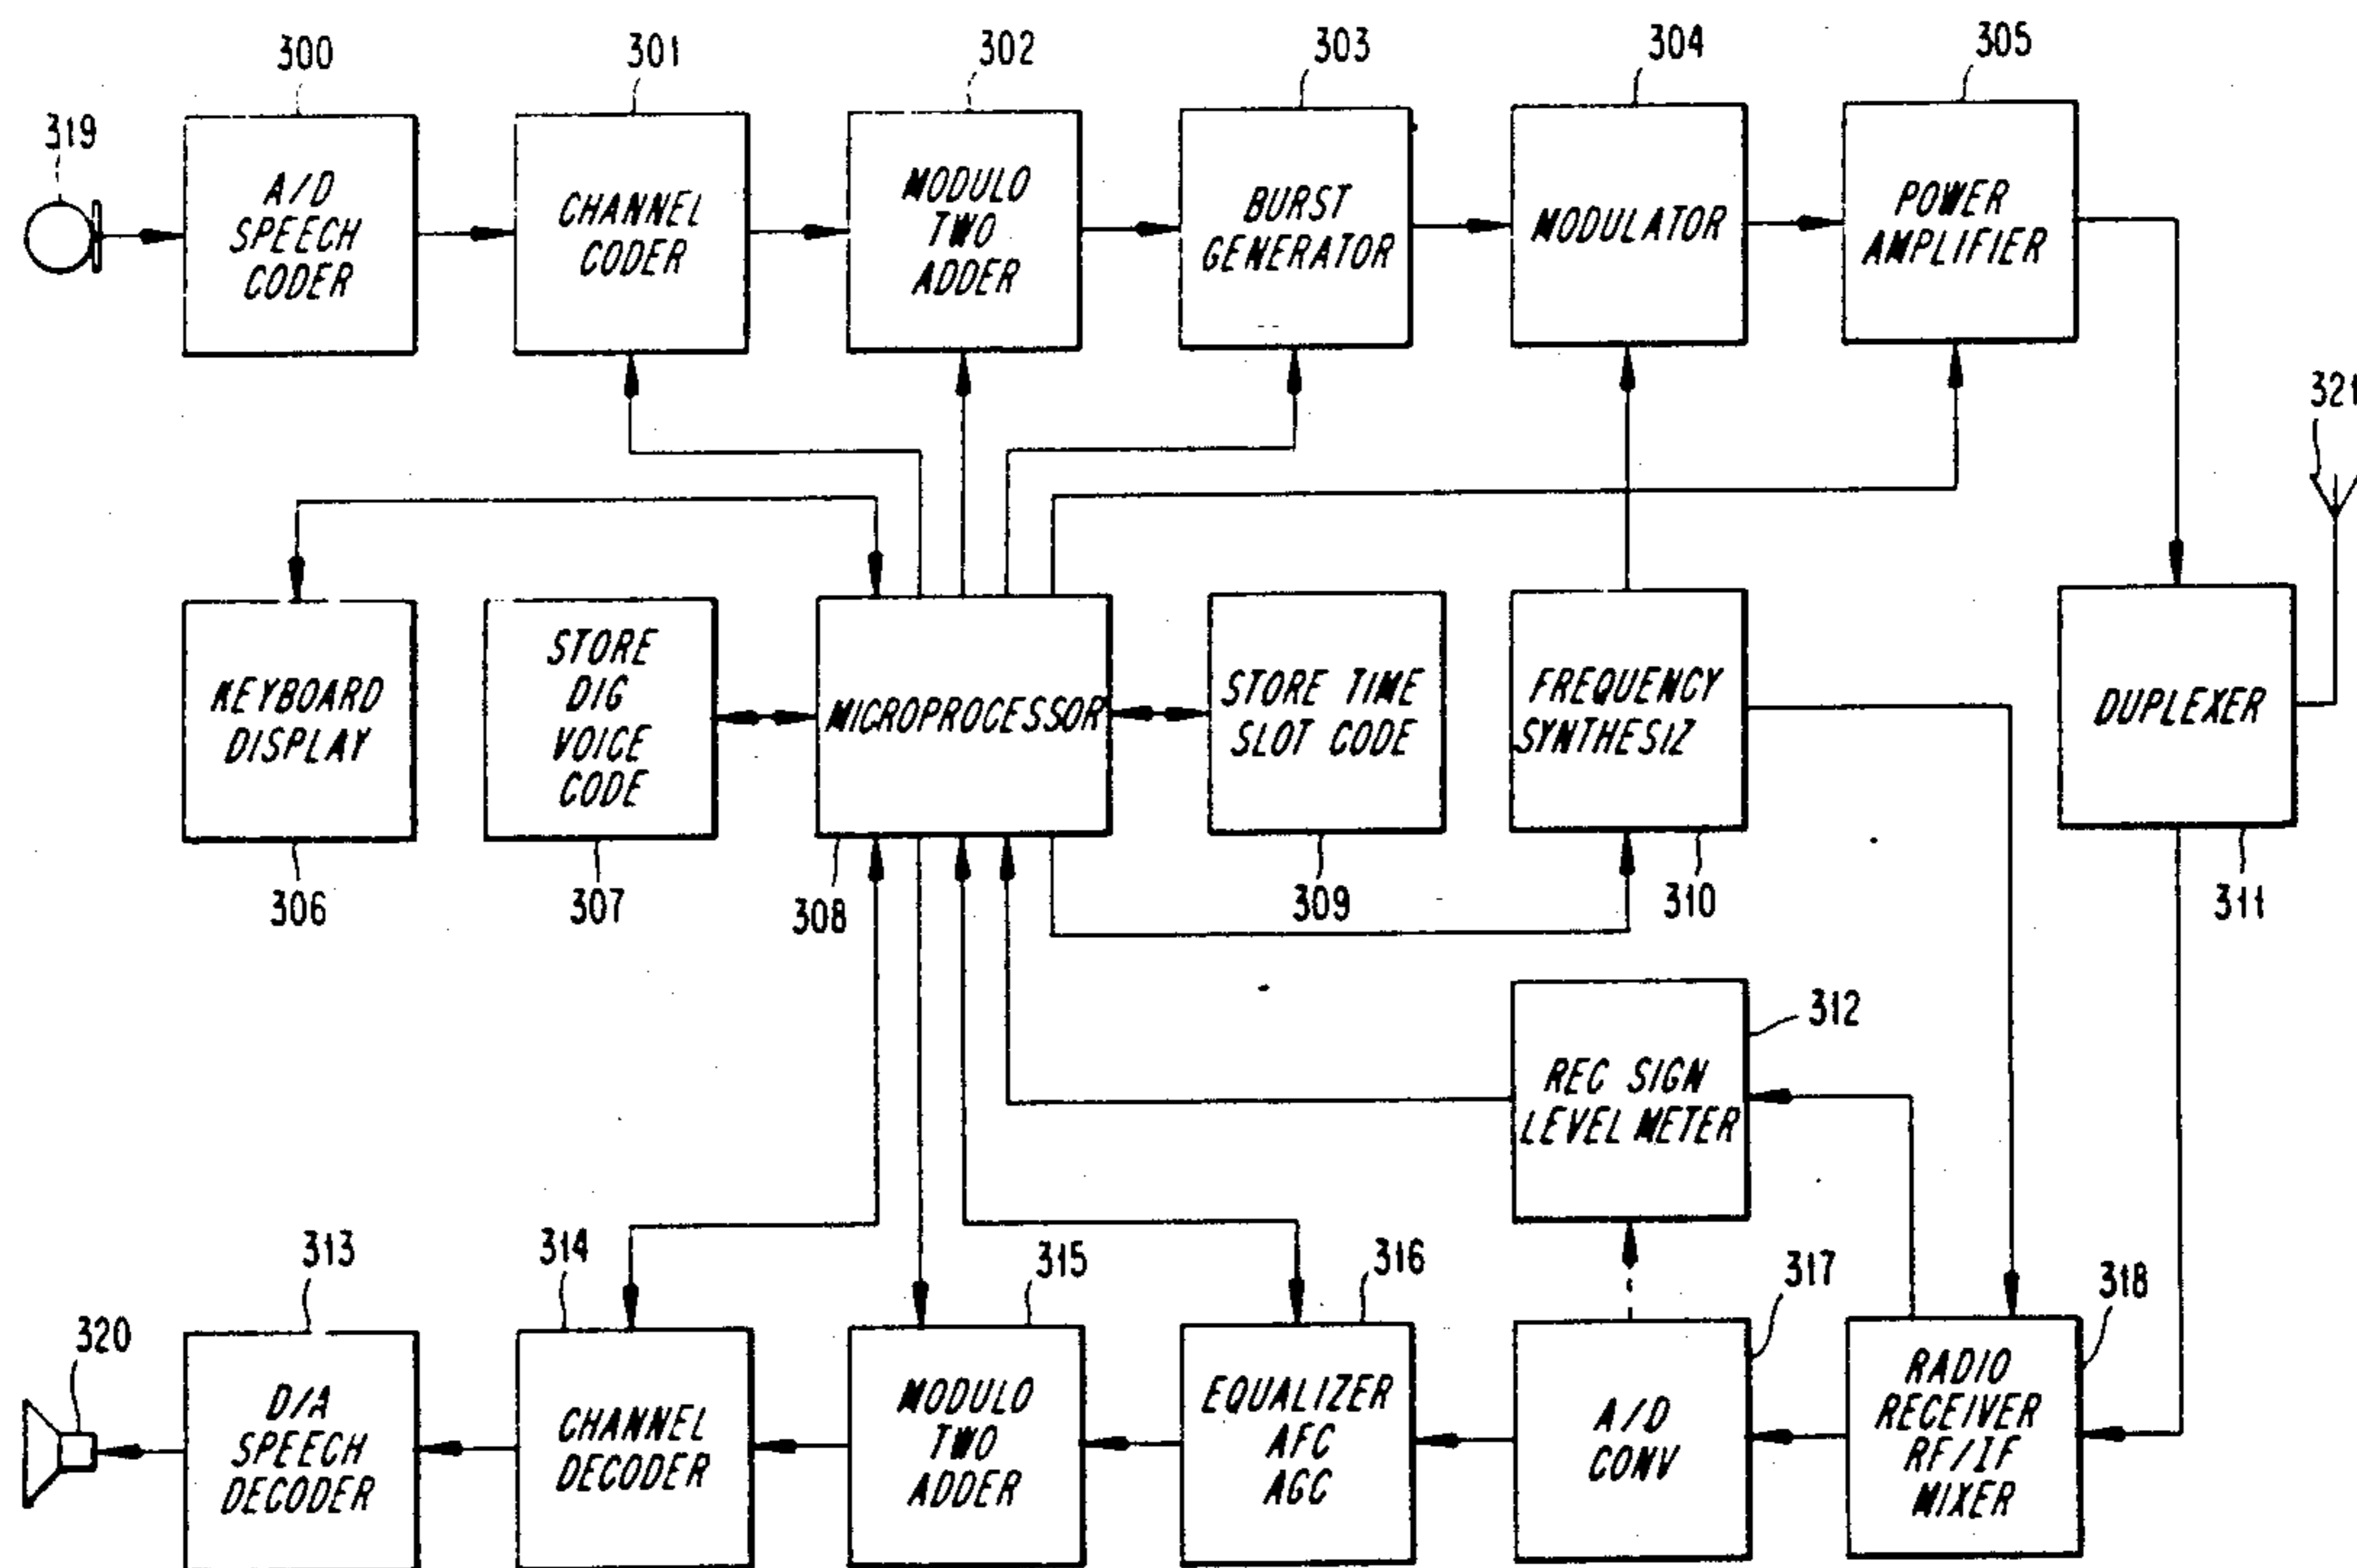 300
301
302
303
304
305
319
A/D
SPEECH
CODER
CHANNEL
CODER
MODULO
TWO
ADDER
BURST
GENERATOR
MODULATOR
POWER
AMPLIFIER
321
KEYBOARD
DISPLAY
STORE
DIG
VOICE
CODE
MICROPROCESSOR
STORE TIME
SLOT CODE
FREQUENCY
SYNTHESIZ
DUPLEXER
306
307
308
309
310
311
REC SIGN
LEVEL METER
312
313
314
315
316
317
318
320
D/A
SPEECH
DECODER
CHANNEL
DECODER
MODULO
TWO
ADDER
EQUALIZER
AFC
AGC
A/D
CONV
RADIO
RECEIVER
RF/IF
MIXER